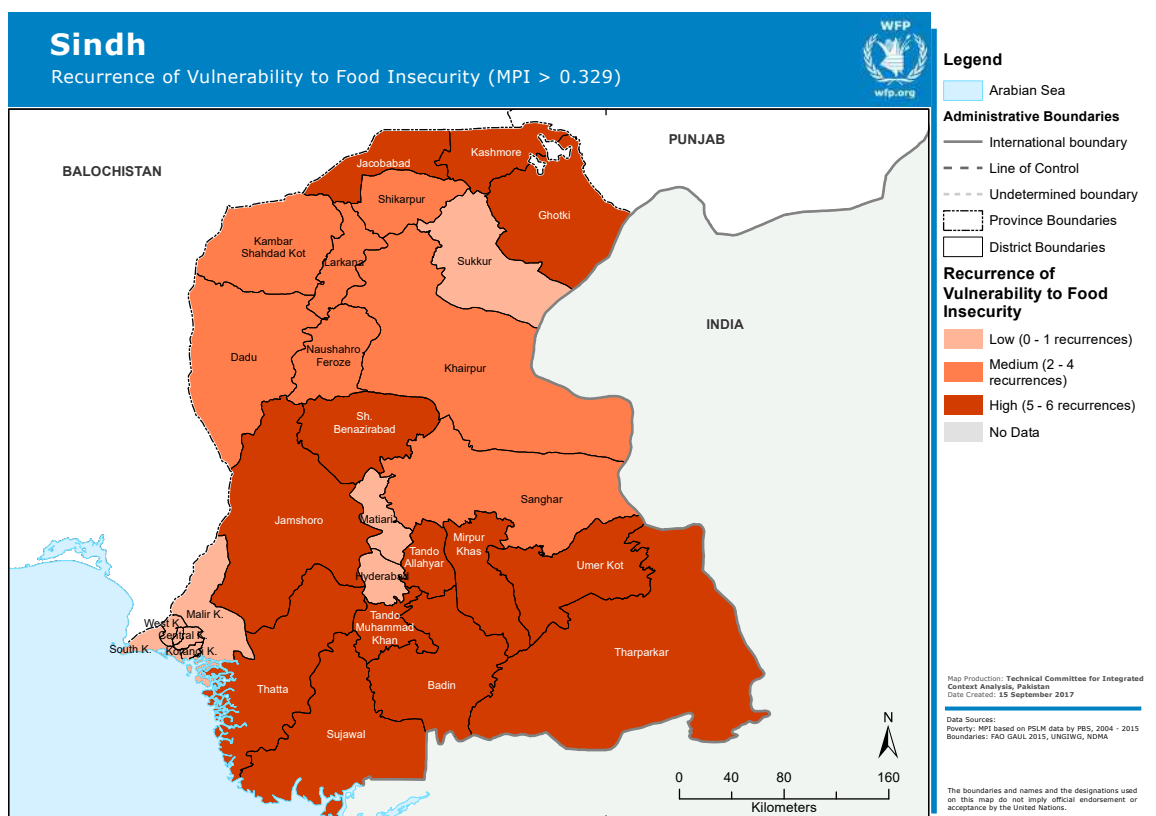 Sindh
Recurrence of Vulnerability to Food Insecurity (MPI > 0.329)
WFP
wfp.org
BALOCHISTAN
PUNJAB
INDIA
Jacobabad
Kashmore
Shikarpur
Ghotki
Kambar
Shahdad Kot
Larkana
Sukkur
Dadu
Naushahro
Feroze
Khairpur
Sh.
Benazirabad
Sanghar
Jamshoro
Matiari
Mirpur
Khas
Tando
Allahyar
Umer Kot
Hyderabad
Malir K.
West K.
Central K.
South K.
Korangi K.
Tando
Muhammad
Khan
Tharparkar
Thatta
Badin
Sujawal
N
0 40 80 160
Kilometers
Legend
Arabian Sea
Administrative Boundaries
International boundary
Line of Control
Undetermined boundary
Province Boundaries
District Boundaries
Recurrence of
Vulnerability to Food
Insecurity
Low (0 - 1 recurrences)
Medium (2 - 4
recurrences)
High (5 - 6 recurrences)
No Data
Map Production: Technical Committee for Integrated
Context Analysis, Pakistan
Date Created: 15 September 2017
Data Sources:
Poverty: MPI based on PSLM data by PBS, 2004 - 2015
Boundaries: FAO GAUL 2015, UNGIWG, NDMA
The boundaries and names and the designations used
on this map do not imply official endorsement or
acceptance by the United Nations.